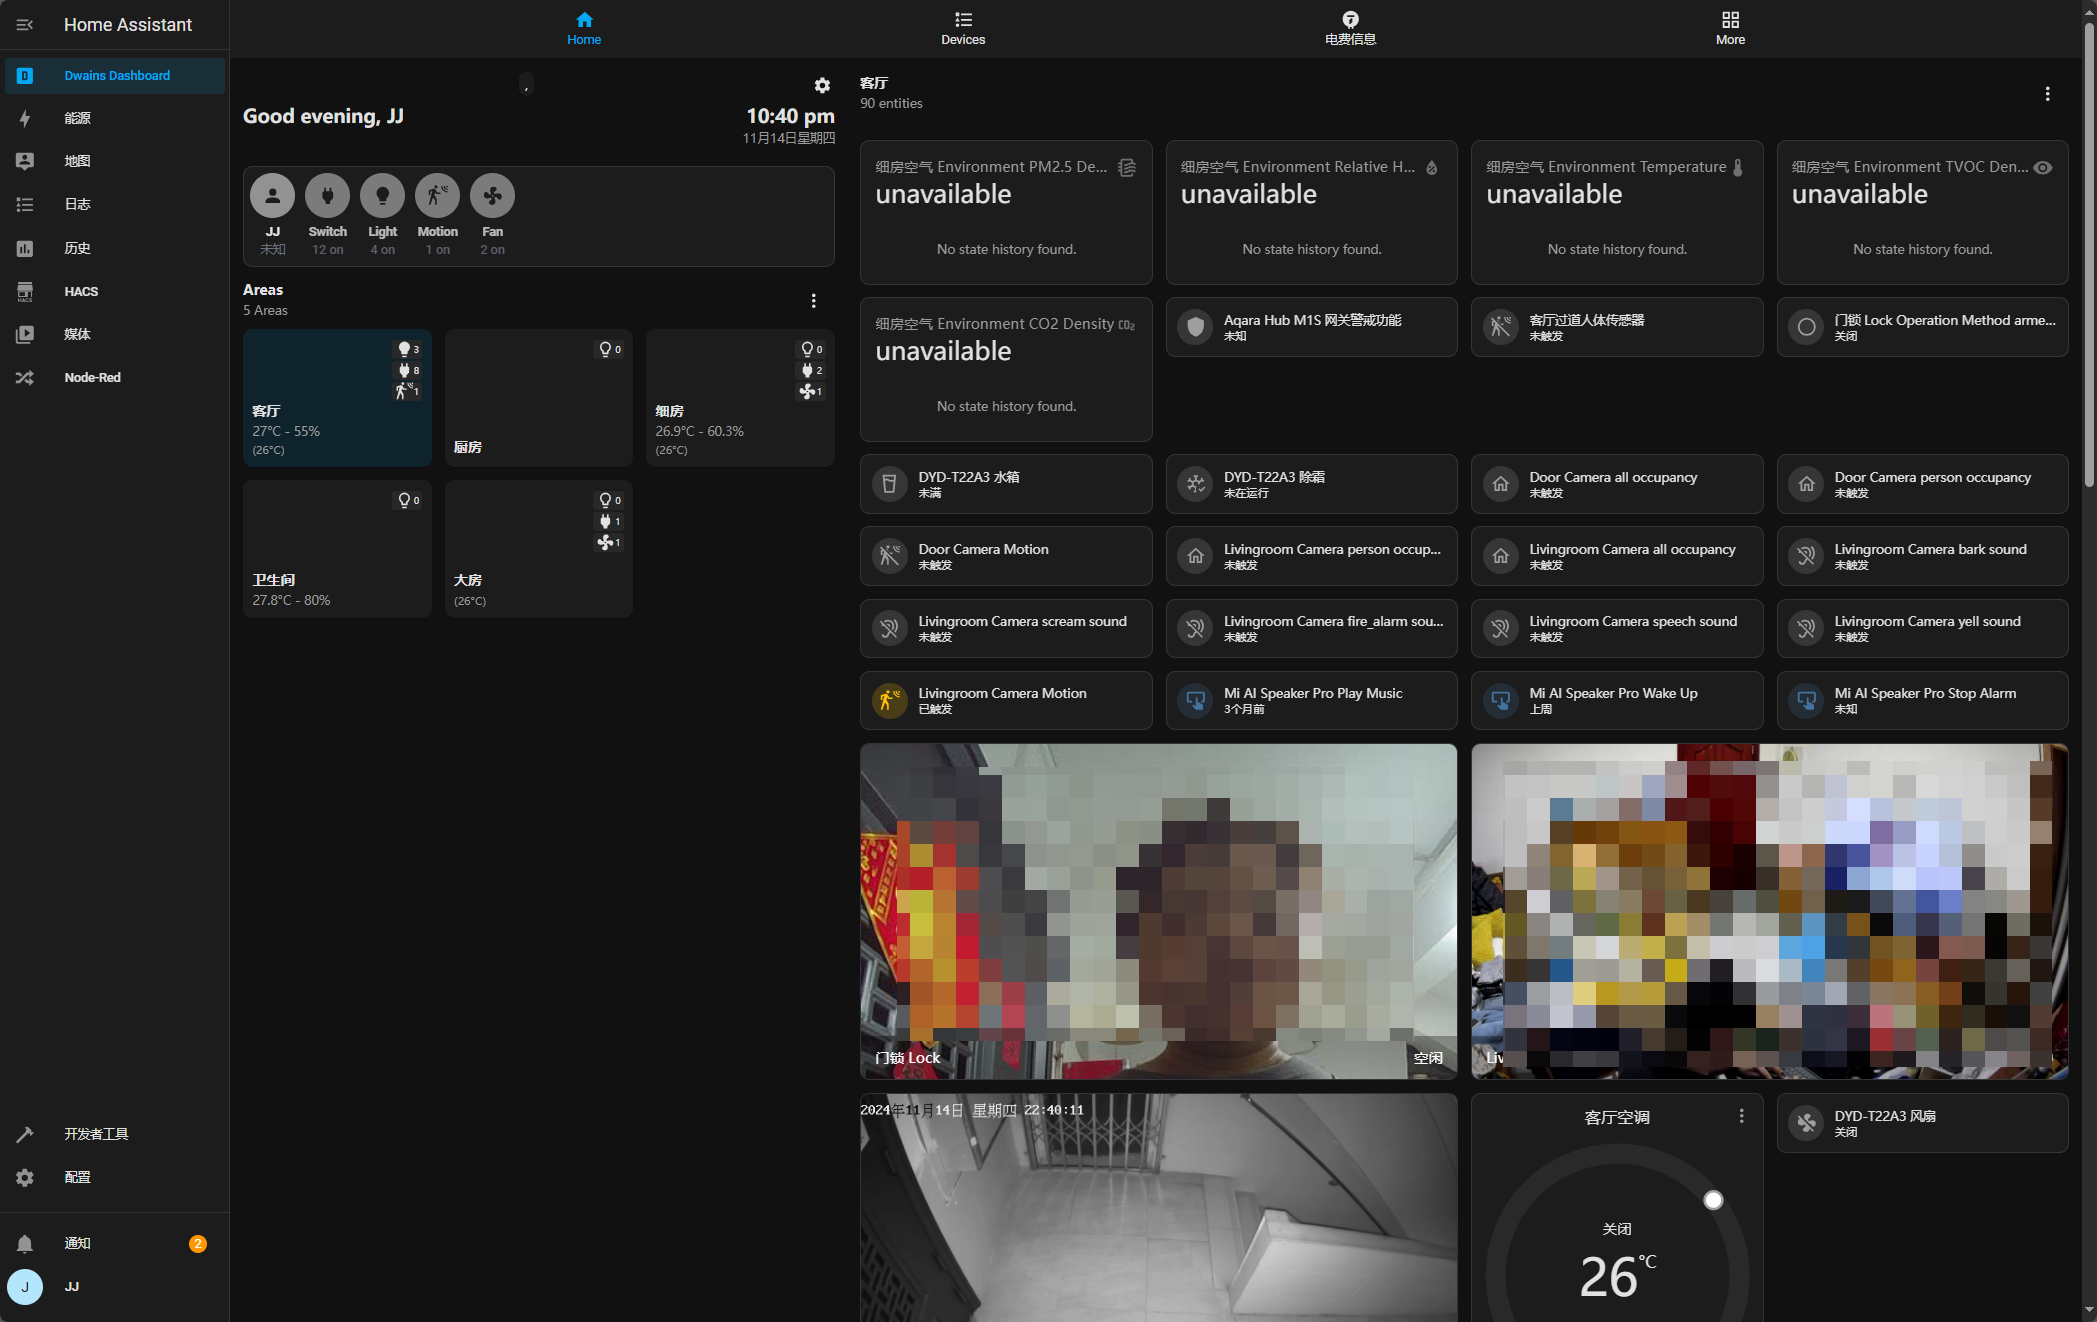 Home Assistant
Dwains Dashboard
能源
地图
日志
历史
HACS
媒体
Node-Red
开发者工具
配置
通知
2
J
JJ
Home
Devices
电费信息
More
,
Good evening, JJ
10:40 pm
11月14日星期四
JJ
未知
Switch
12 on
Light
4 on
Motion
1 on
Fan
2 on
Areas
5 Areas
3
8
1
客厅
27°C - 55%
(26°C)
0
厨房
0
2
1
细房
26.9°C - 60.3%
(26°C)
0
卫生间
27.8°C - 80%
0
1
1
大房
(26°C)
客厅
90 entities
细房空气 Environment PM2.5 De...
unavailable
No state history found.
细房空气 Environment Relative H...
unavailable
No state history found.
细房空气 Environment Temperature
unavailable
No state history found.
细房空气 Environment TVOC Den...
unavailable
No state history found.
细房空气 Environment CO2 Density
unavailable
No state history found.
Aqara Hub M1S 网关警戒功能
未知
客厅过道人体传感器
未触发
门锁 Lock Operation Method arme...
关闭
DYD-T22A3 水箱
未满
DYD-T22A3 除霜
未在运行
Door Camera all occupancy
未触发
Door Camera person occupancy
未触发
Door Camera Motion
未触发
Livingroom Camera person occup...
未触发
Livingroom Camera all occupancy
未触发
Livingroom Camera bark sound
未触发
Livingroom Camera scream sound
未触发
Livingroom Camera fire_alarm sou...
未触发
Livingroom Camera speech sound
未触发
Livingroom Camera yell sound
未触发
Livingroom Camera Motion
已触发
Mi AI Speaker Pro Play Music
3个月前
Mi AI Speaker Pro Wake Up
上周
Mi AI Speaker Pro Stop Alarm
未知
门锁 Lock
空闲
2024年11月14日 星期四 22:40:11
客厅空调
关闭
26
°C
DYD-T22A3 风扇
关闭